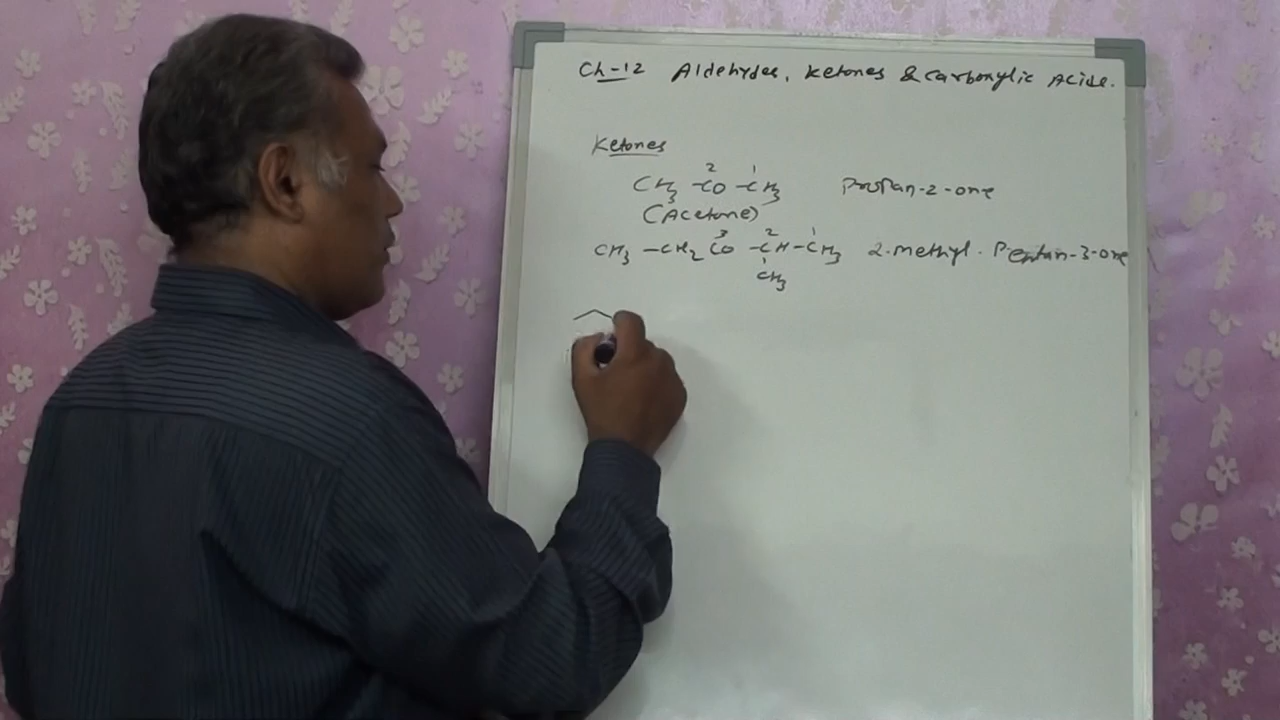 Ch-12 Aldehydes, Ketones & Carboxylic Acids.
Ketones
CH₃ -CO -CH₃ Propan-2-one
2 1
(Acetone)
3 2 1
CH₃ -CH₂ CO -CH-CH₃ 2-methyl-Pentan-3-one
CH₃